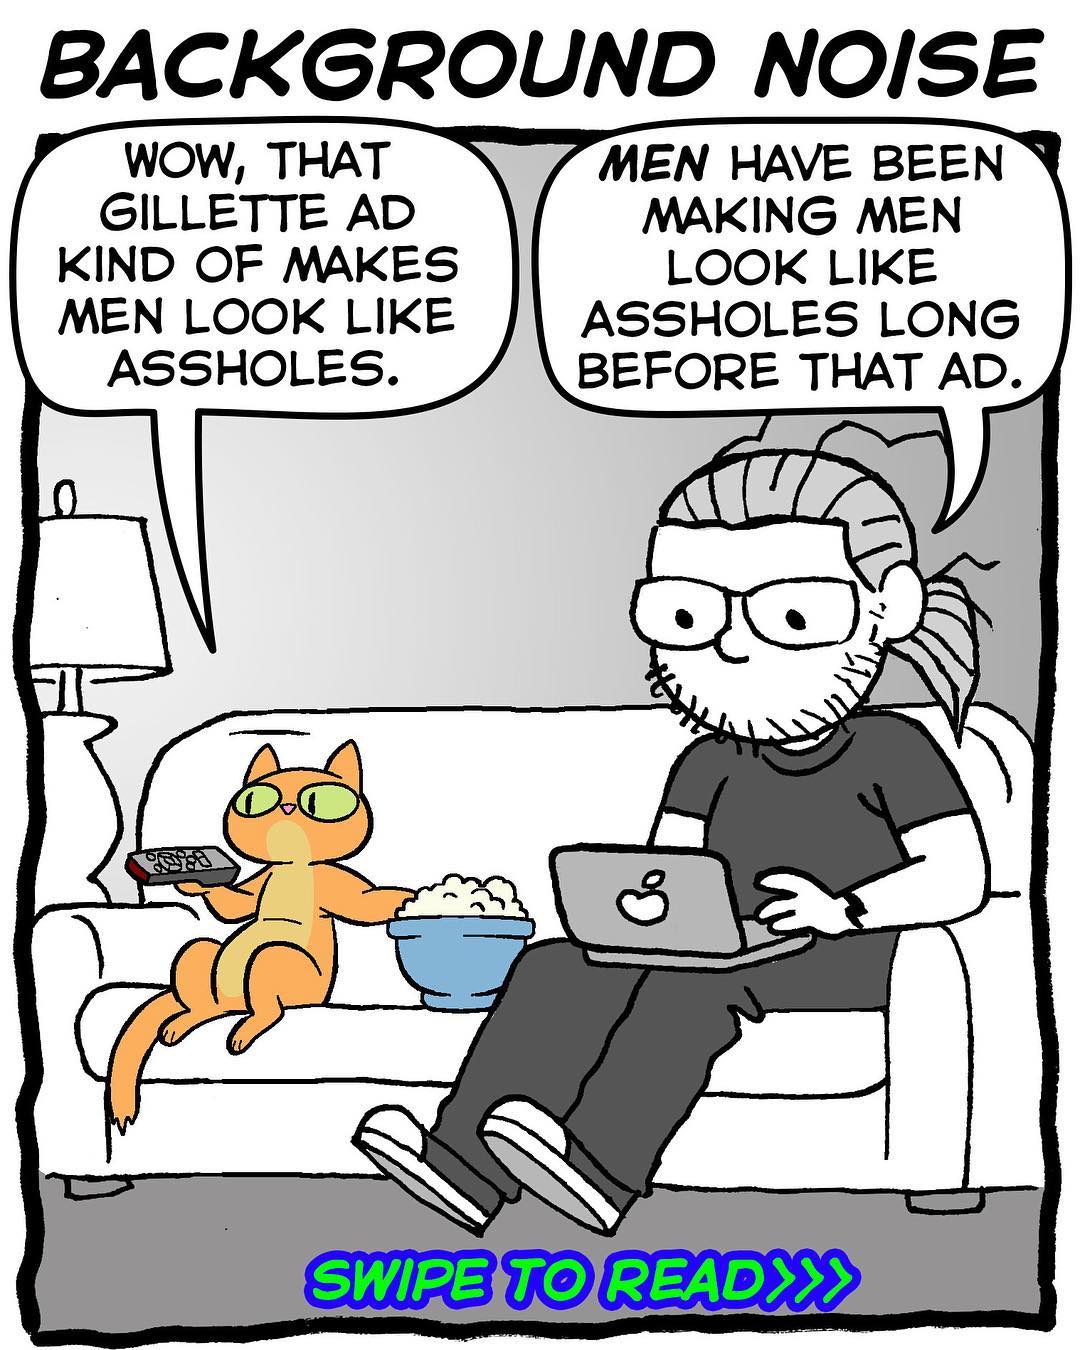 BACKGROUND NOISE
WOW, THAT
GILLETTE AD
KIND OF MAKES
MEN LOOK LIKE
ASSHOLES.
MEN HAVE BEEN
MAKING MEN
LOOK LIKE
ASSHOLES LONG
BEFORE THAT AD.
SWIPE TO READ>>>